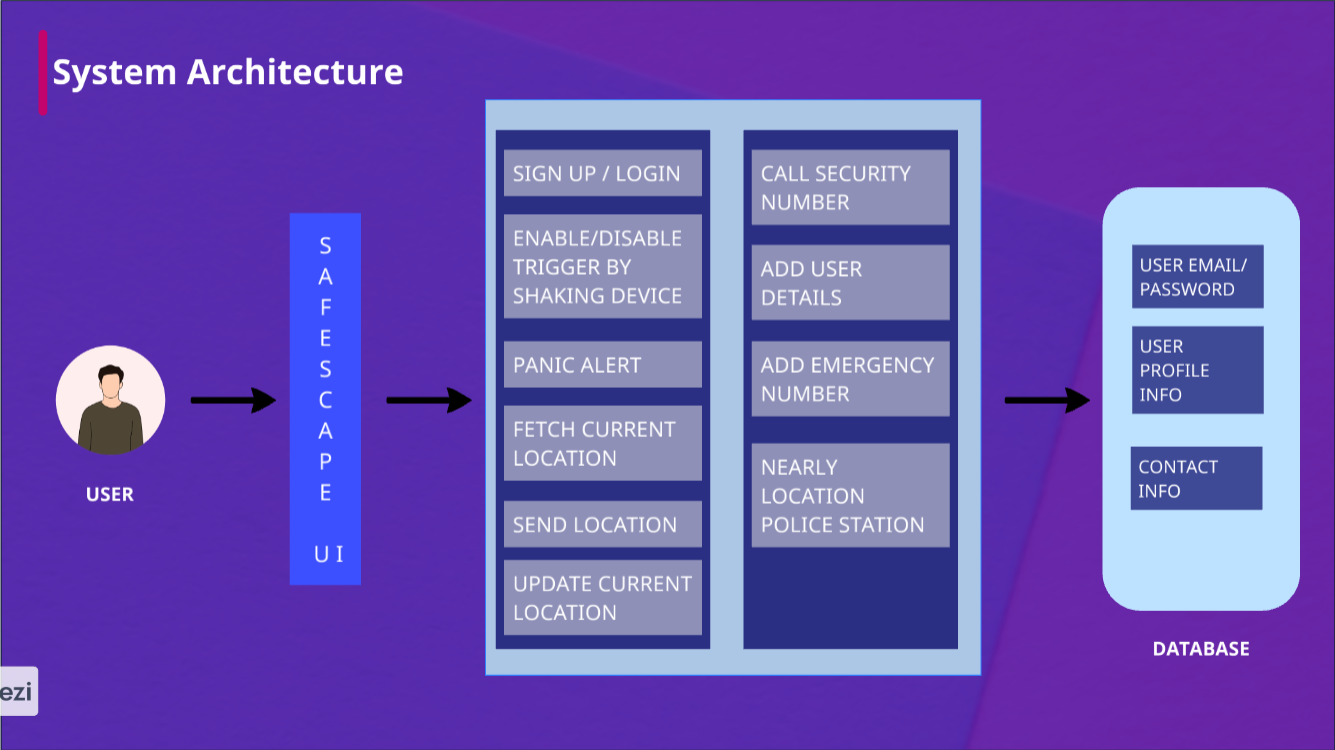 System Architecture
SIGN UP / LOGIN
ENABLE/DISABLE
TRIGGER BY
SHAKING DEVICE
PANIC ALERT
FETCH CURRENT
LOCATION
SEND LOCATION
UPDATE CURRENT
LOCATION
CALL SECURITY
NUMBER
ADD USER
DETAILS
ADD EMERGENCY
NUMBER
NEARLY
LOCATION
POLICE STATION
S
A
F
E
S
C
A
P
E
U I
USER
USER EMAIL/
PASSWORD
USER
PROFILE
INFO
CONTACT
INFO
DATABASE
ezi